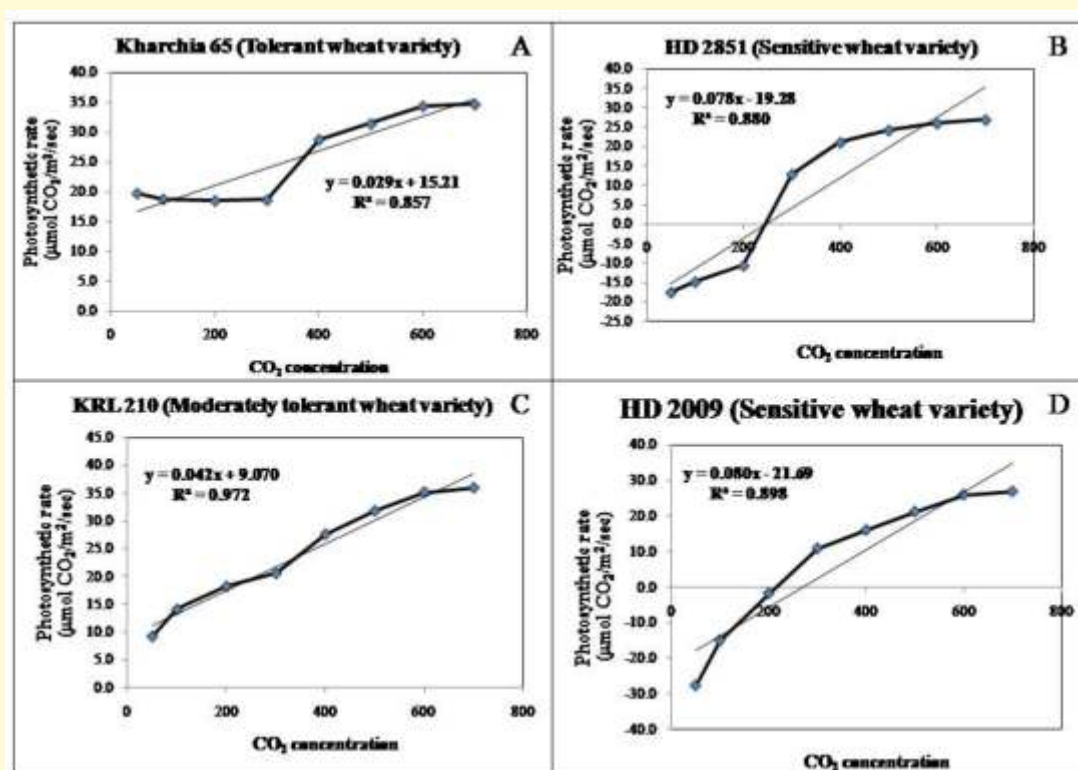 Kharchia 65 (Tolerant wheat variety)
A
40.0
35.0
30.0
25.0
20.0
15.0
10.0
5.0
0.0
Photosynthetic rate
(µmol CO₂/m²/sec)
y = 0.029x + 15.21
R² = 0.857
0
200
400
600
800
CO₂ concentration
HD 2851 (Sensitive wheat variety)
B
40.0
35.0
30.0
25.0
20.0
15.0
10.0
5.0
0.0
-5.0
-10.0
-15.0
-20.0
-25.0
Photosynthetic rate
(µmol CO₂/m²/sec)
y = 0.078x - 19.28
R² = 0.880
0
200
400
600
800
CO₂ concentration
KRL 210 (Moderately tolerant wheat variety)
C
45.0
40.0
35.0
30.0
25.0
20.0
15.0
10.0
5.0
0.0
Photosynthetic rate
(µmol CO₂/m²/sec)
y = 0.042x + 9.070
R² = 0.972
0
200
400
600
800
CO₂ concentration
HD 2009 (Sensitive wheat variety)
D
40.0
30.0
20.0
10.0
0.0
-10.0
-20.0
-30.0
-40.0
Photosynthetic rate
(µmol CO₂/m²/sec)
y = 0.080x - 21.69
R² = 0.898
0
200
400
600
800
CO₂ concentration